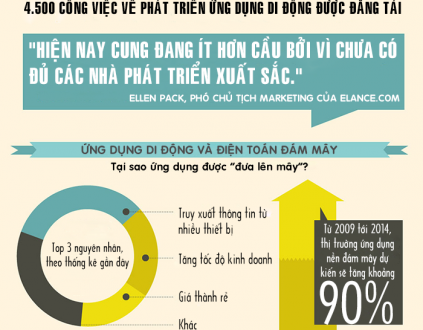 4.500 CÔNG VIỆC VỀ PHÁT TRIỂN ỨNG DỤNG DI ĐỘNG ĐƯỢC ĐĂNG TẢI
"HIỆN NAY CUNG ĐANG ÍT HƠN CẦU BỞI VÌ CHƯA CÓ
ĐỦ CÁC NHÀ PHÁT TRIỂN XUẤT SẮC."
ELLEN PACK, PHÓ CHỦ TỊCH MARKETING CỦA ELANCE.COM
ỨNG DỤNG DI ĐỘNG VÀ ĐIỆN TOÁN ĐÁM MÂY
Tại sao ứng dụng được "đưa lên mây"?
Top 3 nguyên nhân,
theo thống kê gần đây
Truy xuất thông tin từ
nhiều thiết bị
Tăng tốc độ kinh doanh
Giá thành rẻ
Khác
Từ 2009 tới 2014,
thị trường ứng dụng
nền đám mây dự
kiến sẽ tăng khoảng
90%